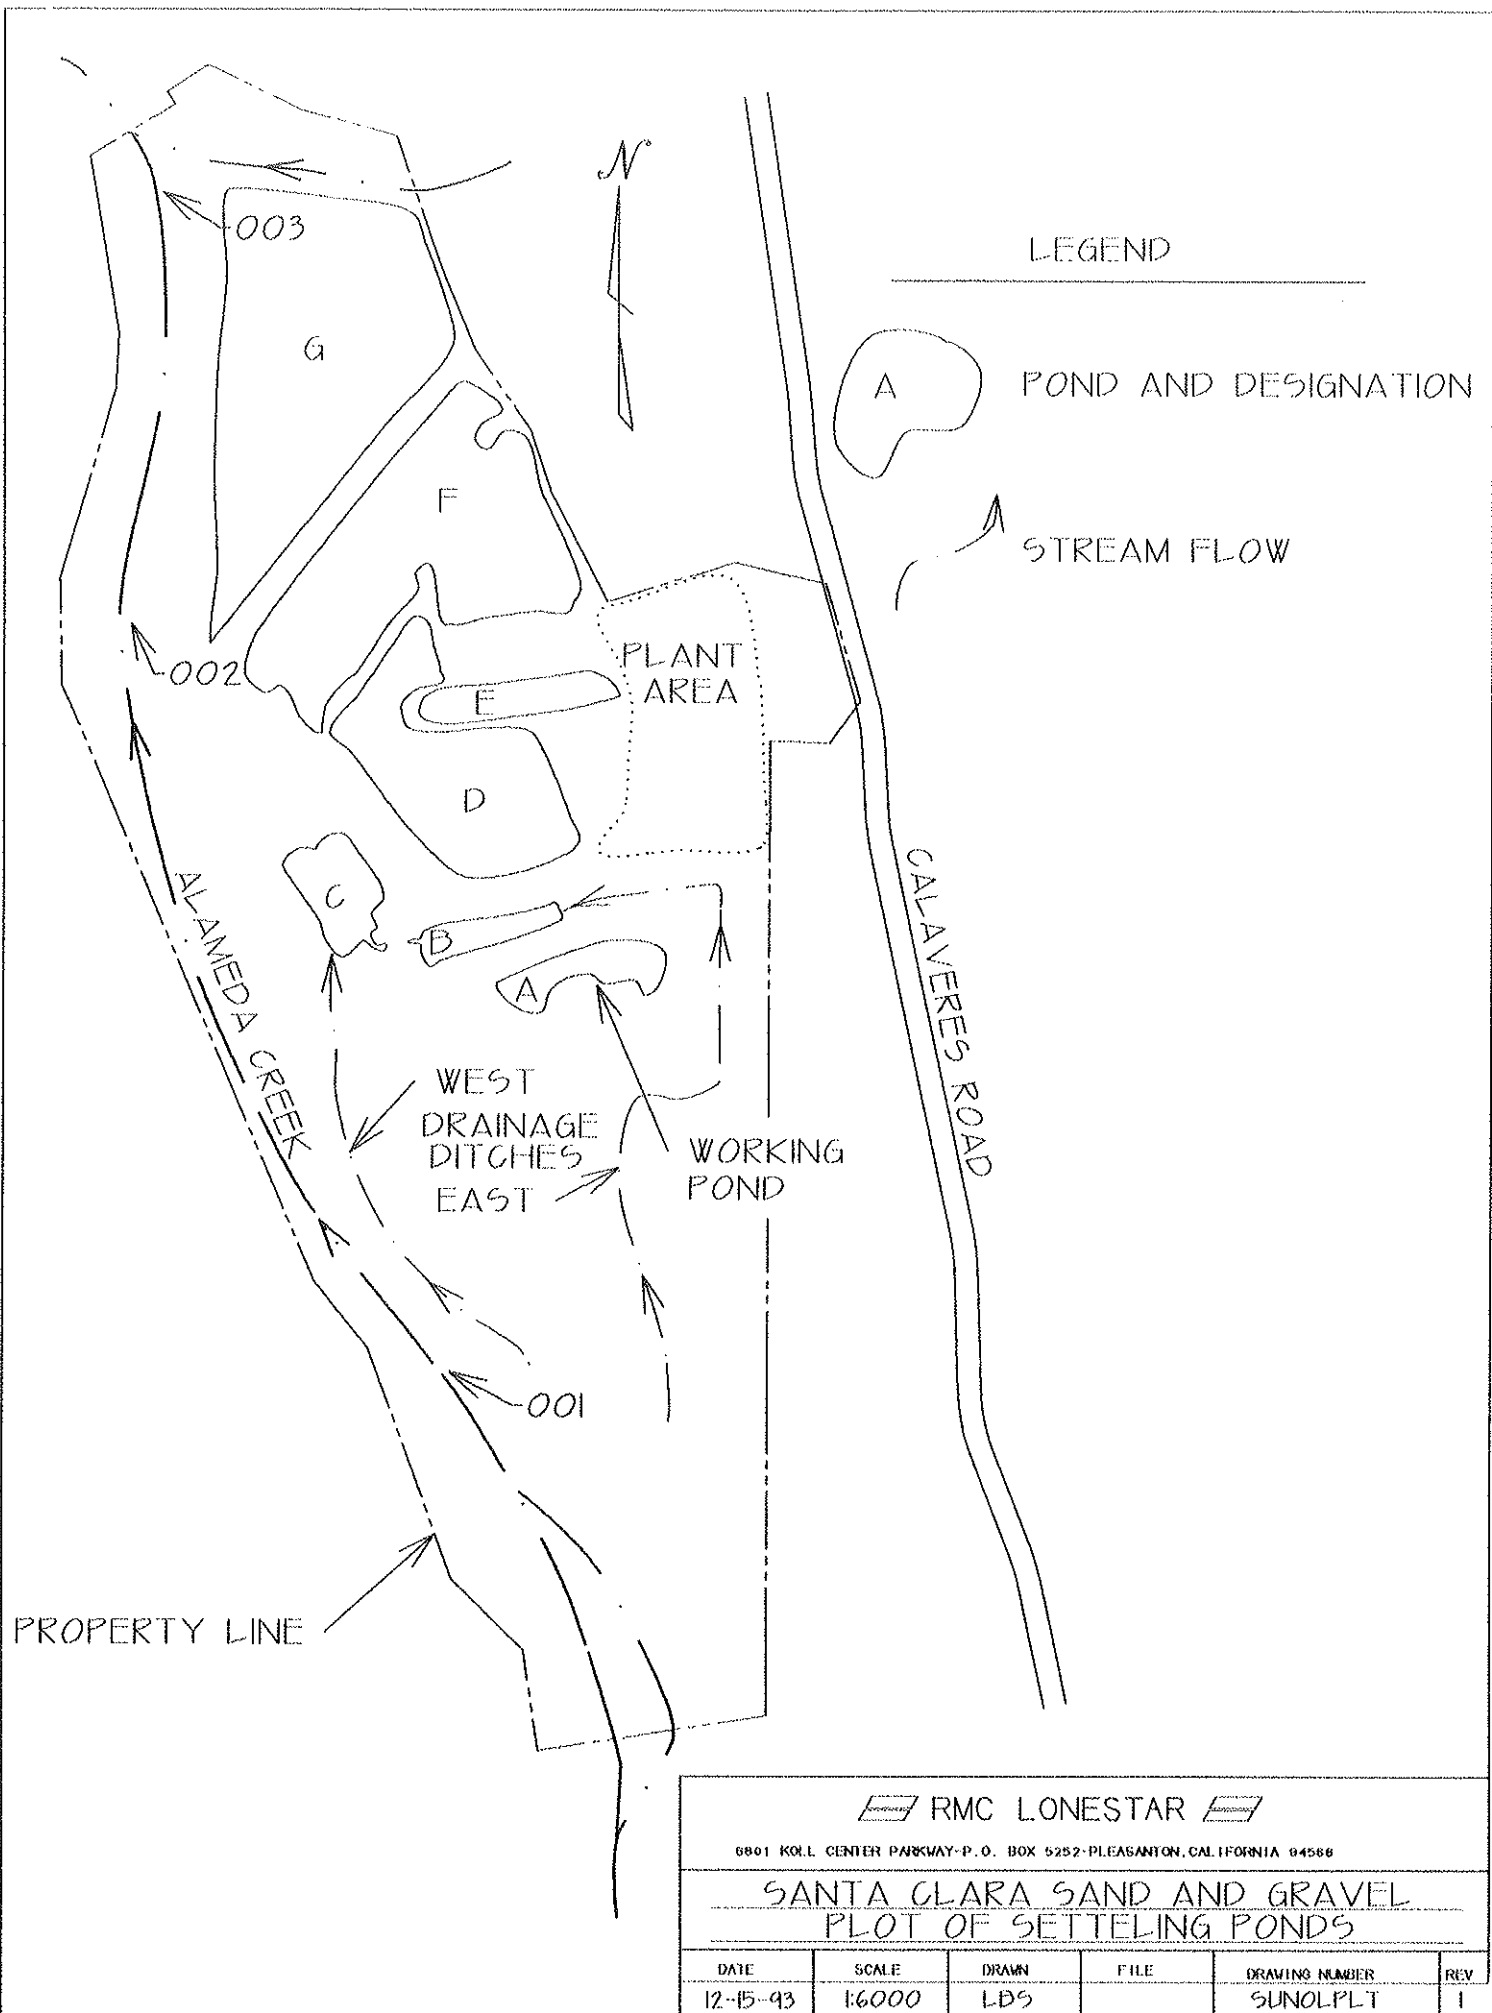 N
003
LEGEND
G
A
POND AND DESIGNATION
F
STREAM FLOW
002
PLANT
AREA
E
D
C
B
A
ALAMEDA CREEK
CALAVERES ROAD
WEST
DRAINAGE
DITCHES
EAST
WORKING
POND
001
PROPERTY LINE
RMC LONESTAR
6601 KOLL CENTER PARKWAY-P.O. BOX 5252-PLEASANTON, CALIFORNIA 94566
SANTA CLARA SAND AND GRAVEL
PLOT OF SETTELING PONDS
DATE SCALE DRAWN FILE DRAWING NUMBER REV
12-15-93 1:6000 LDS SUNOLPLT 1